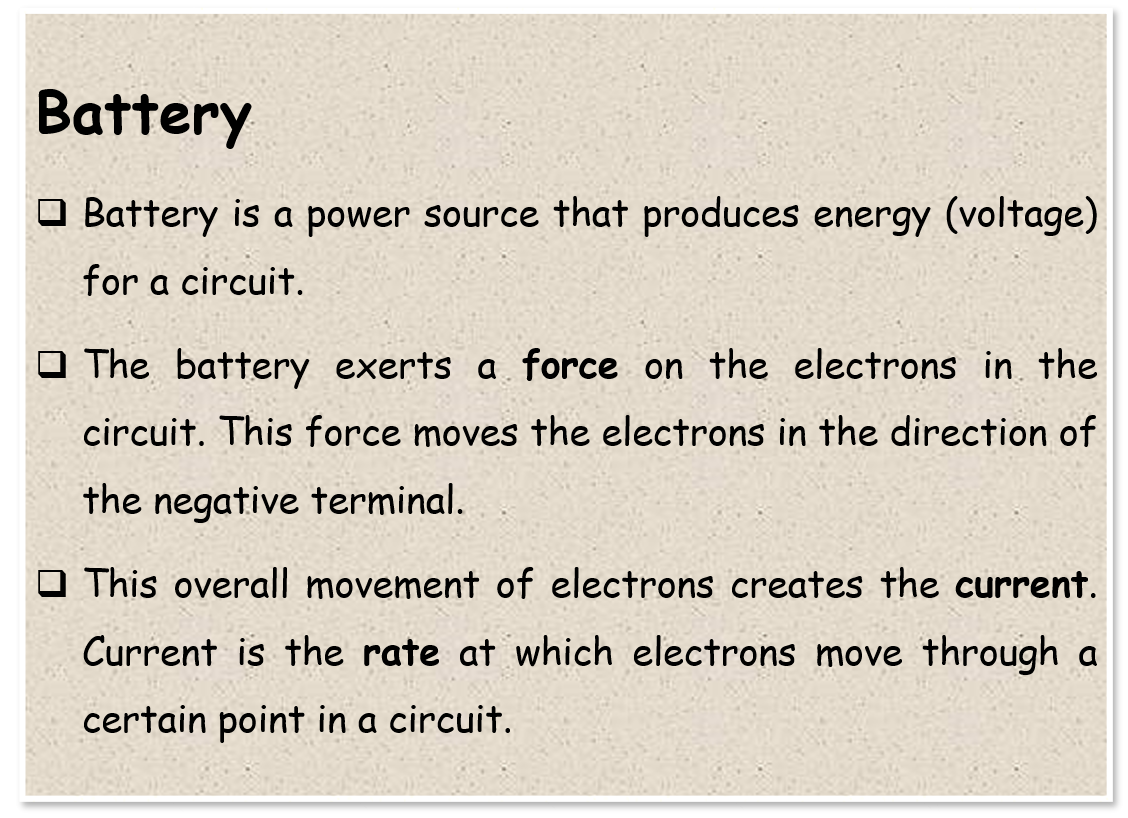 Battery
❑ Battery is a power source that produces energy (voltage)
for a circuit.
❑ The battery exerts a force on the electrons in the
circuit. This force moves the electrons in the direction of
the negative terminal.
❑ This overall movement of electrons creates the current.
Current is the rate at which electrons move through a
certain point in a circuit.